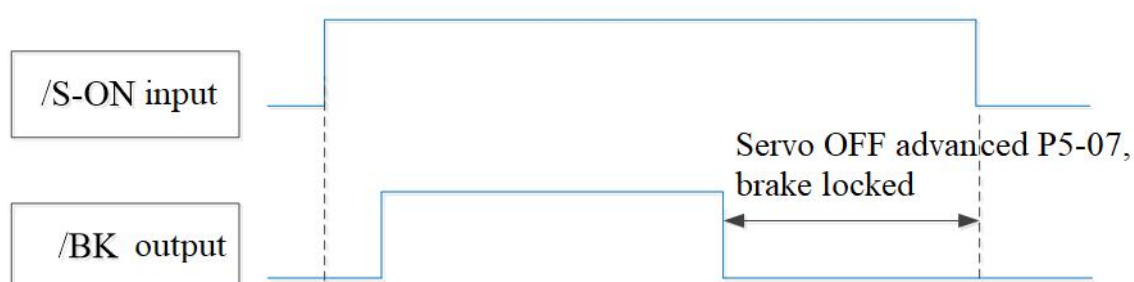 /S-ON input
Servo OFF advanced P5-07,
brake locked
/BK output